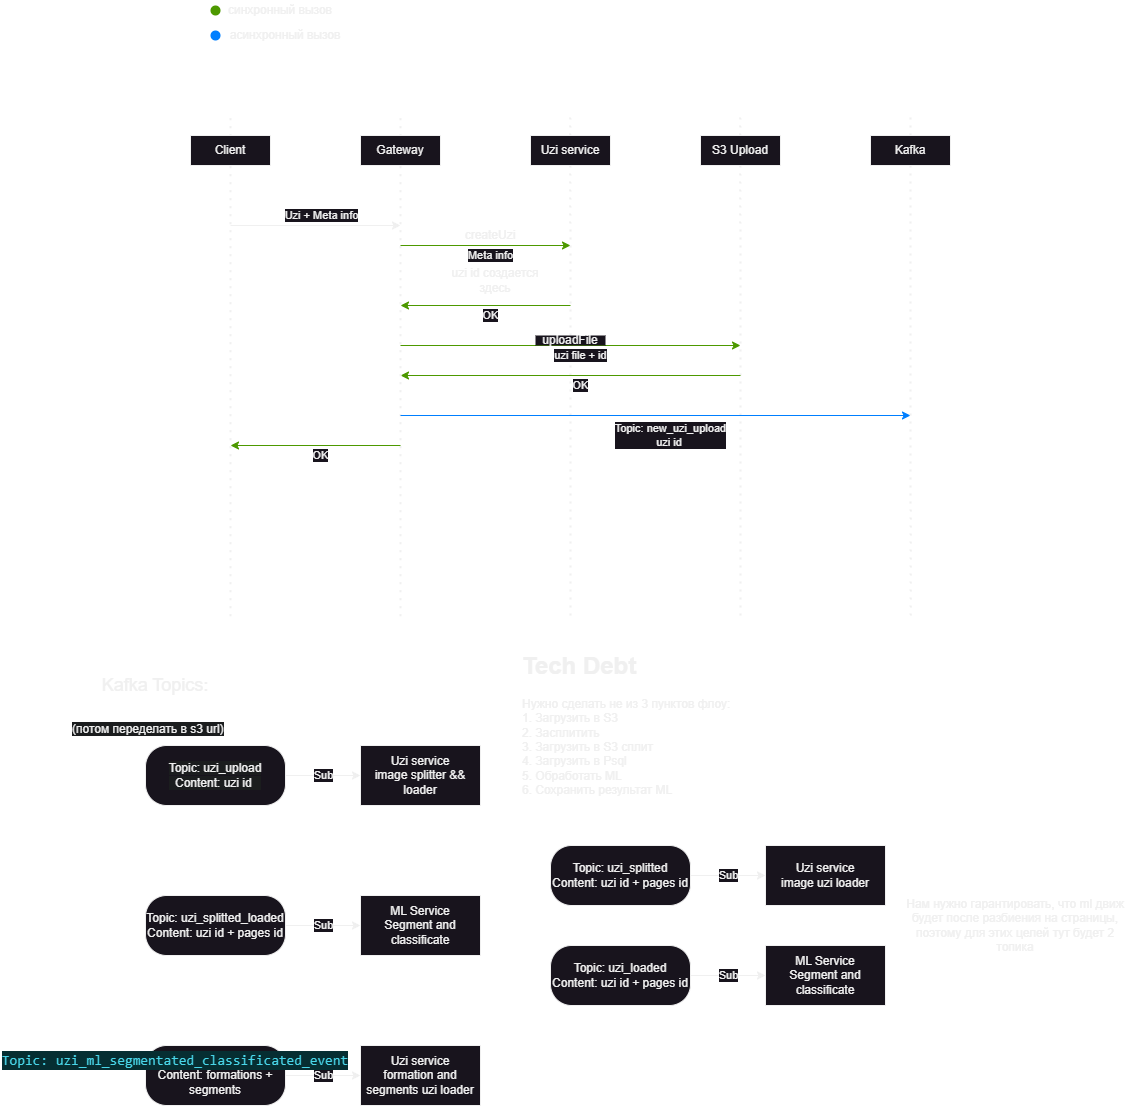 синхронный вызов
асинхронный вызов
Client
Gateway
Uzi service
S3 Upload
Kafka
Uzi + Meta info
createUzi
Meta info
uzi id создается
здесь
OK
uploadFile
uzi file + id
OK
Topic: new_uzi_upload
uzi id
OK
Kafka Topics:
(потом переделать в s3 url)
Topic: uzi_upload
Content: uzi id
Sub
Uzi service
image splitter &&
loader
Topic: uzi_splitted_loaded
Content: uzi id + pages id
Sub
ML Service
Segment and
classificate
Topic: uzi_ml_segmentated_classificated_event
Content: formations +
segments
Sub
Uzi service
formation and
segments uzi loader
Tech Debt
Нужно сделать не из 3 пунктов флоу:
1. Загрузить в S3
2. Засплитить
3. Загрузить в S3 сплит
4. Загрузить в Psql
5. Обработать ML
6. Сохранить результат ML
Topic: uzi_splitted
Content: uzi id + pages id
Sub
Uzi service
image uzi loader
Topic: uzi_loaded
Content: uzi id + pages id
Sub
ML Service
Segment and
classificate
Нам нужно гарантировать, что ml движ
будет после разбиения на страницы,
поэтому для этих целей тут будет 2
топика